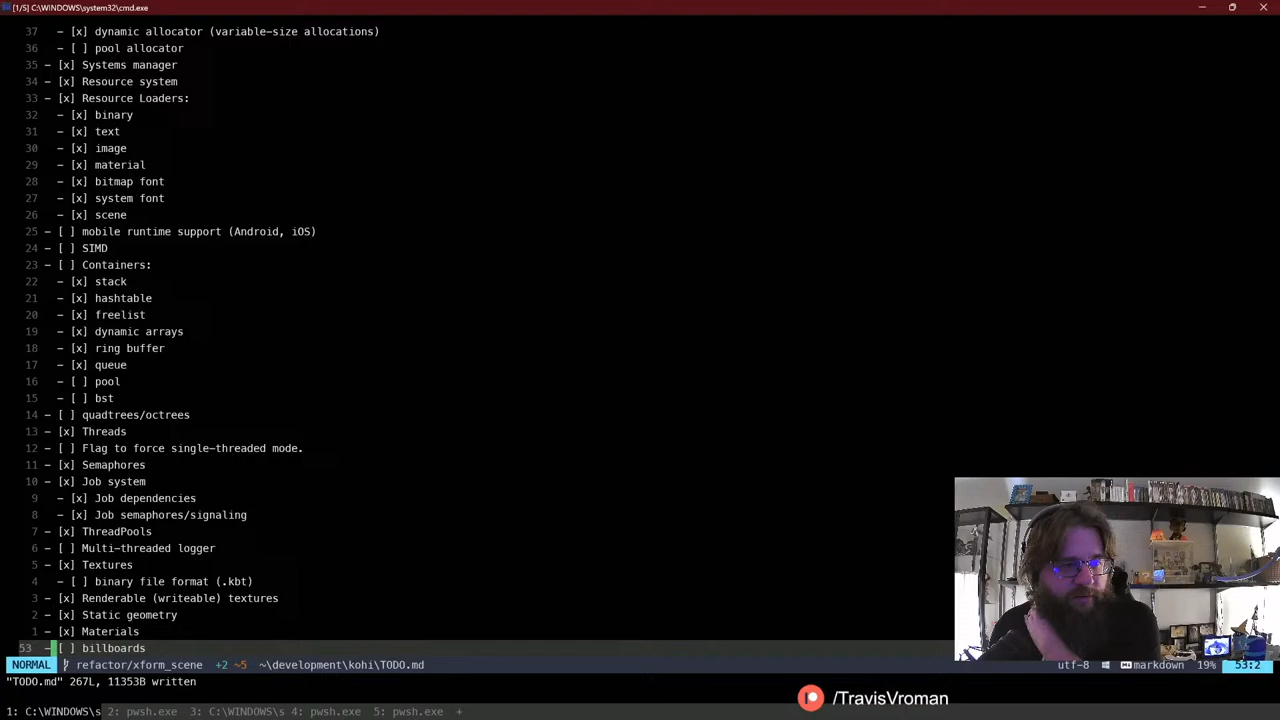 [1/5] C:\WINDOWS\system32\cmd.exe
37 - [x] dynamic allocator (variable-size allocations)
36 - [ ] pool allocator
35 - [x] Systems manager
34 - [x] Resource system
33 - [x] Resource Loaders:
32 - [x] binary
31 - [x] text
30 - [x] image
29 - [x] material
28 - [x] bitmap font
27 - [x] system font
26 - [x] scene
25 - [ ] mobile runtime support (Android, iOS)
24 - [ ] SIMD
23 - [ ] Containers:
22 - [x] stack
21 - [x] hashtable
20 - [x] freelist
19 - [x] dynamic arrays
18 - [x] ring buffer
17 - [x] queue
16 - [ ] pool
15 - [ ] bst
14 - [ ] quadtrees/octrees
13 - [x] Threads
12 - [ ] Flag to force single-threaded mode.
11 - [x] Semaphores
10 - [x] Job system
9 - [x] Job dependencies
8 - [x] Job semaphores/signaling
7 - [x] ThreadPools
6 - [ ] Multi-threaded logger
5 - [x] Textures
4 - [ ] binary file format (.kbt)
3 - [x] Renderable (writeable) textures
2 - [x] Static geometry
1 - [x] Materials
53 - [ ] billboards
NORMAL refactor/xform_scene +2 ~5 ~\development\kohi\TODO.md utf-8 markdown 19% 53:2
"TODO.md" 267L, 11353B written
/TravisVroman
1: C:\WINDOWS\s 2: pwsh.exe 3: C:\WINDOWS\s 4: pwsh.exe 5: pwsh.exe +